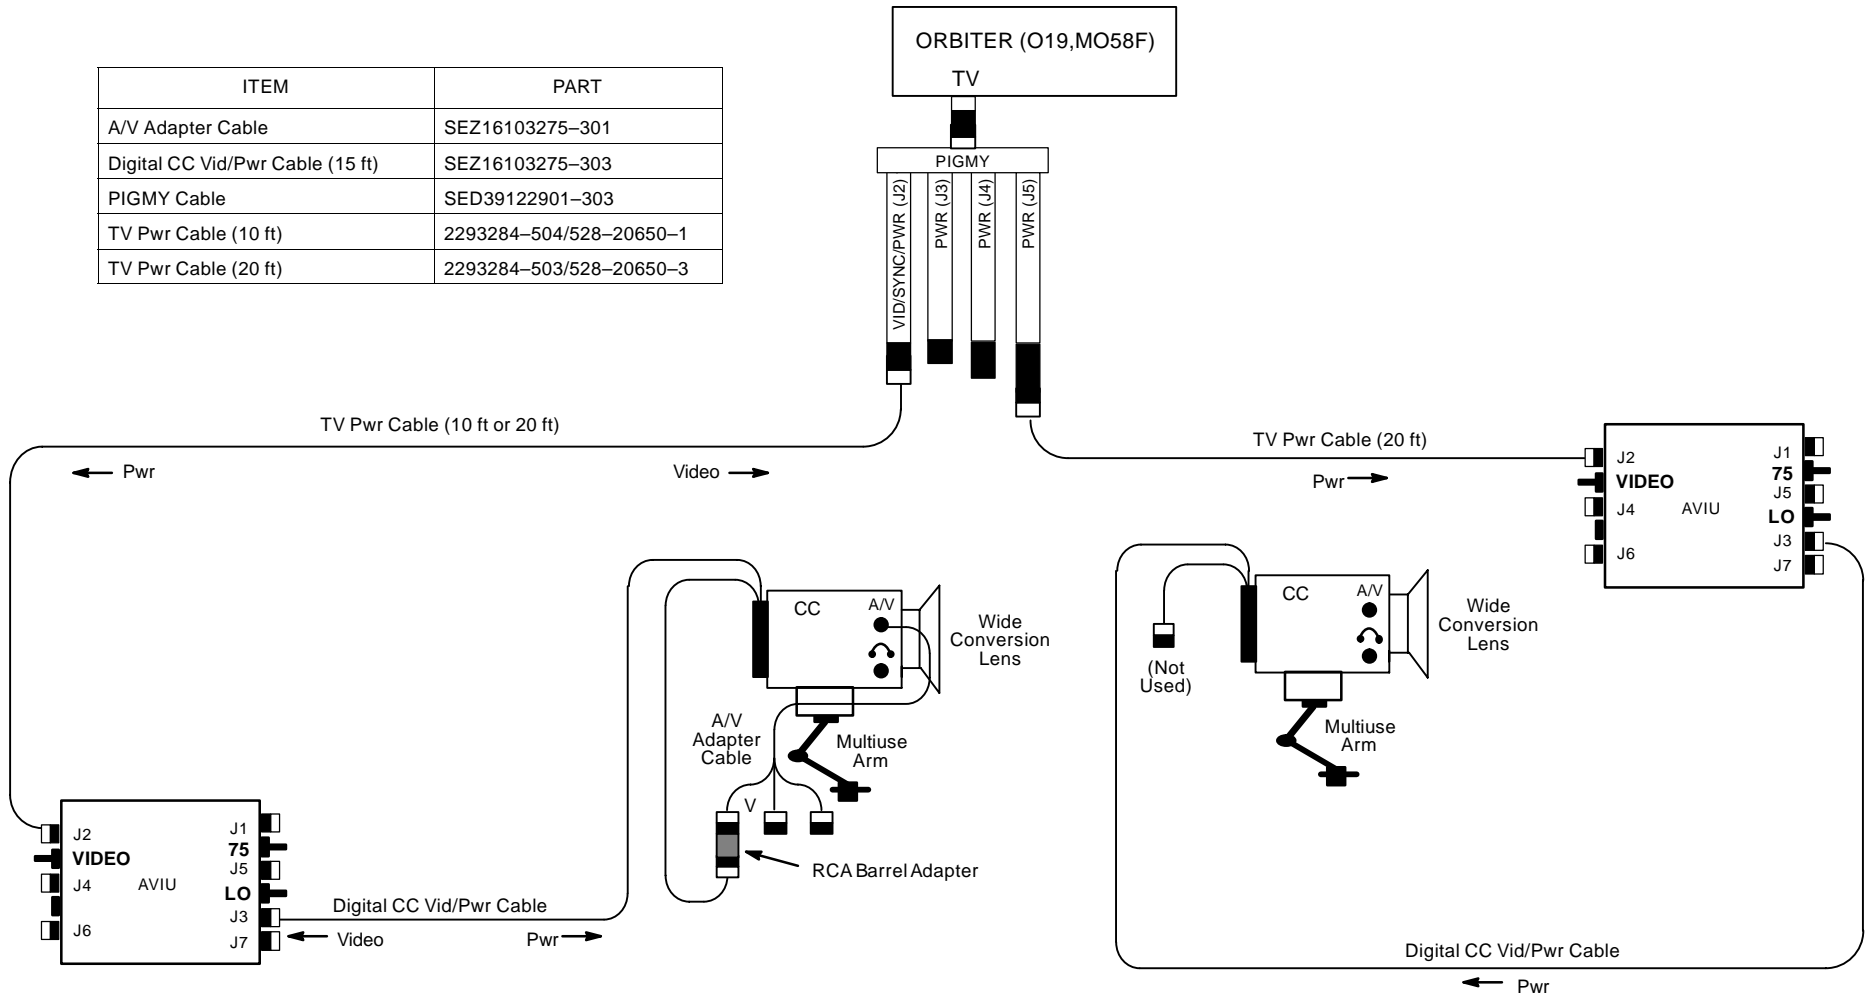 ORBITER (O19,MO58F)
TV
PIGMY
VID/SYNC/PWR (J2)
PWR (J3)
PWR (J4)
PWR (J5)
ITEM PART
A/V Adapter Cable SEZ16103275–301
Digital CC Vid/Pwr Cable (15 ft) SEZ16103275–303
PIGMY Cable SED39122901–303
TV Pwr Cable (10 ft) 2293284–504/528–20650–1
TV Pwr Cable (20 ft) 2293284–503/528–20650–3
TV Pwr Cable (10 ft or 20 ft)
Pwr
Video
TV Pwr Cable (20 ft)
Pwr
J2
VIDEO
J4
J6
AVIU
J1
75
J5
LO
J3
J7
CC
A/V
Wide
Conversion
Lens
A/V
Adapter
Cable
Multiuse
Arm
V
RCA Barrel Adapter
CC
A/V
Wide
Conversion
Lens
(Not
Used)
Multiuse
Arm
J2
VIDEO
J4
J6
AVIU
J1
75
J5
LO
J3
J7
Digital CC Vid/Pwr Cable
Video
Pwr
Digital CC Vid/Pwr Cable
Pwr